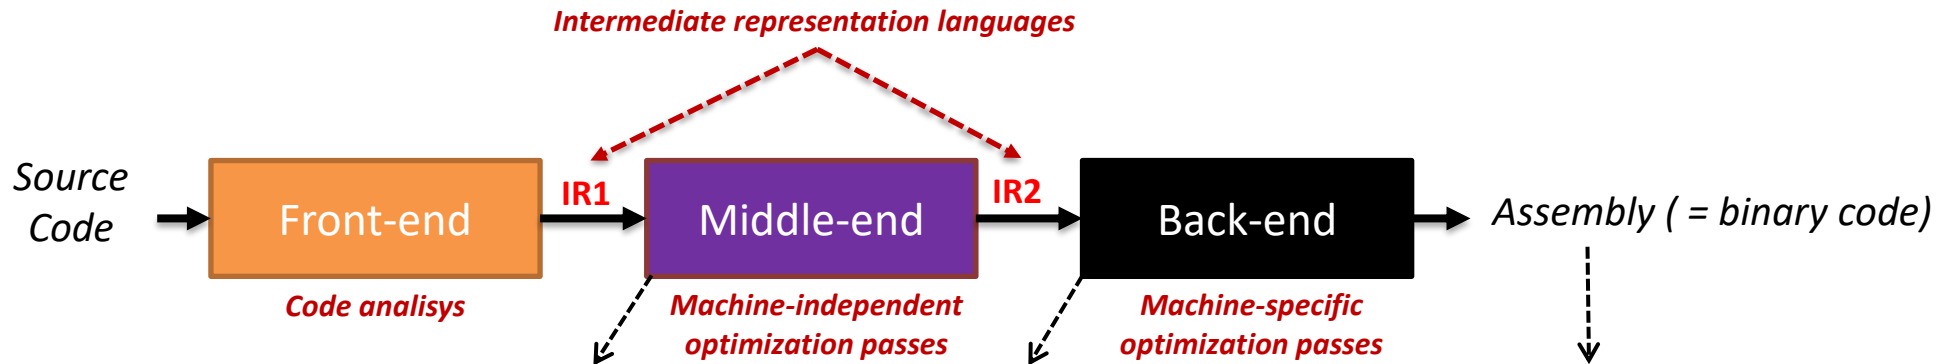 Intermediate representation languages
Source
Code
Front-end
IR1
Middle-end
IR2
Back-end
Assembly ( = binary code)
Code analisys
Machine-independent
optimization passes
Machine-specific
optimization passes